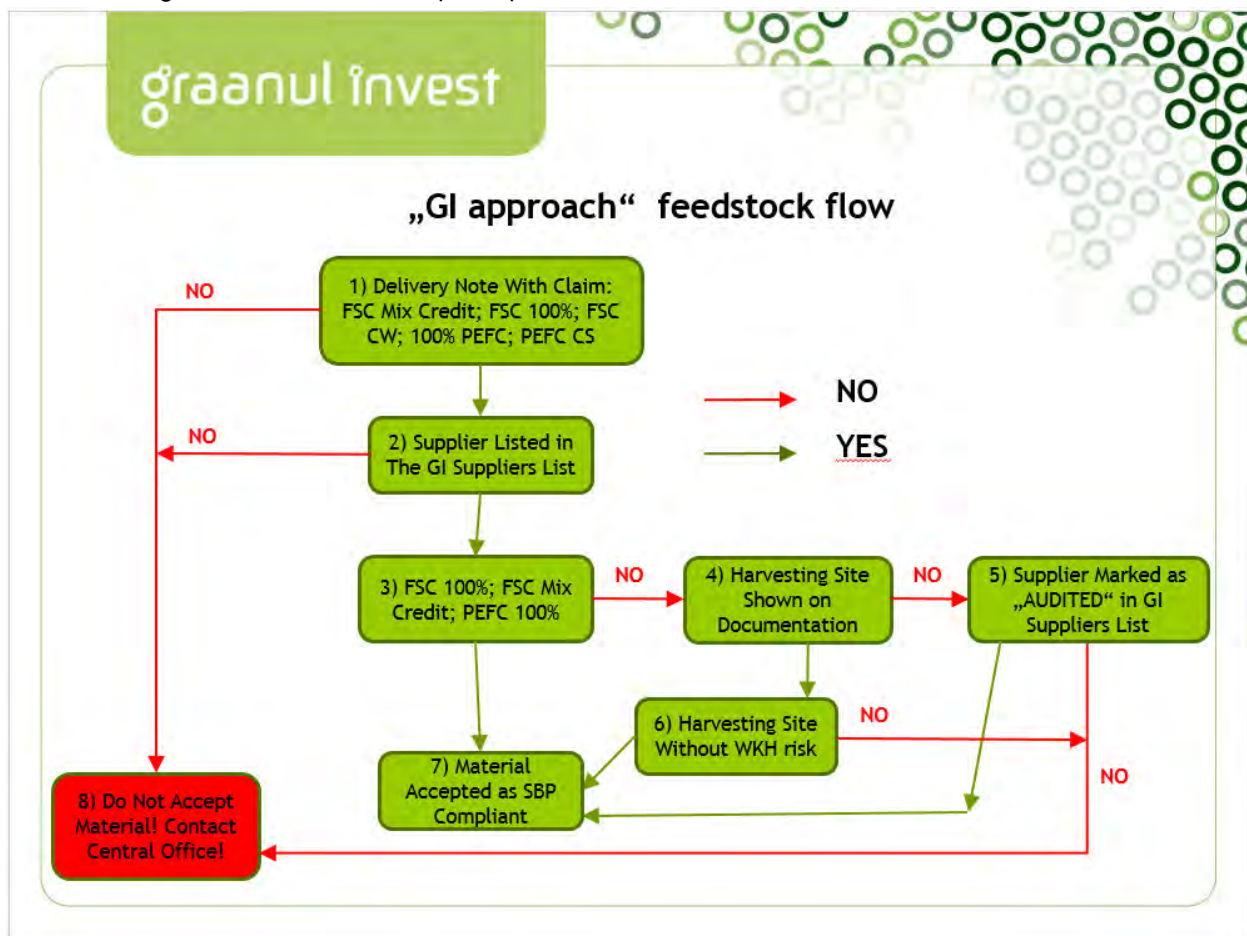 graanul invest
„GI approach“ feedstock flow
1) Delivery Note With Claim:
FSC Mix Credit; FSC 100%; FSC
CW; 100% PEFC; PEFC CS
NO
NO
YES
NO
2) Supplier Listed in
The GI Suppliers List
3) FSC 100%; FSC Mix
Credit; PEFC 100%
NO
4) Harvesting Site
Shown on
Documentation
NO
5) Supplier Marked as
„AUDITED“ in GI
Suppliers List
6) Harvesting Site
Without WKH risk
NO
NO
7) Material
Accepted as SBP
Compliant
8) Do Not Accept
Material! Contact
Central Office!